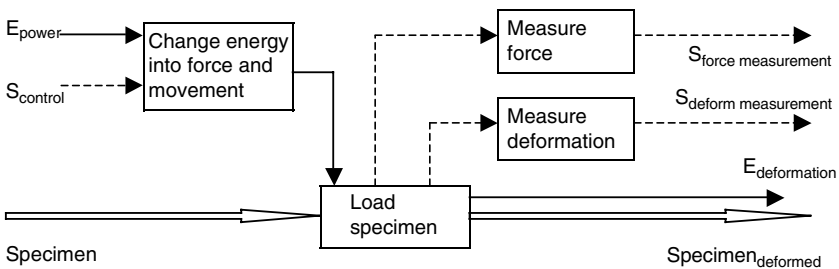 E_power
S_control
Change energy
into force and
movement
Measure
force
S_force measurement
Measure
deformation
S_deform measurement
Load
specimen
E_deformation
Specimen
Specimen_deformed